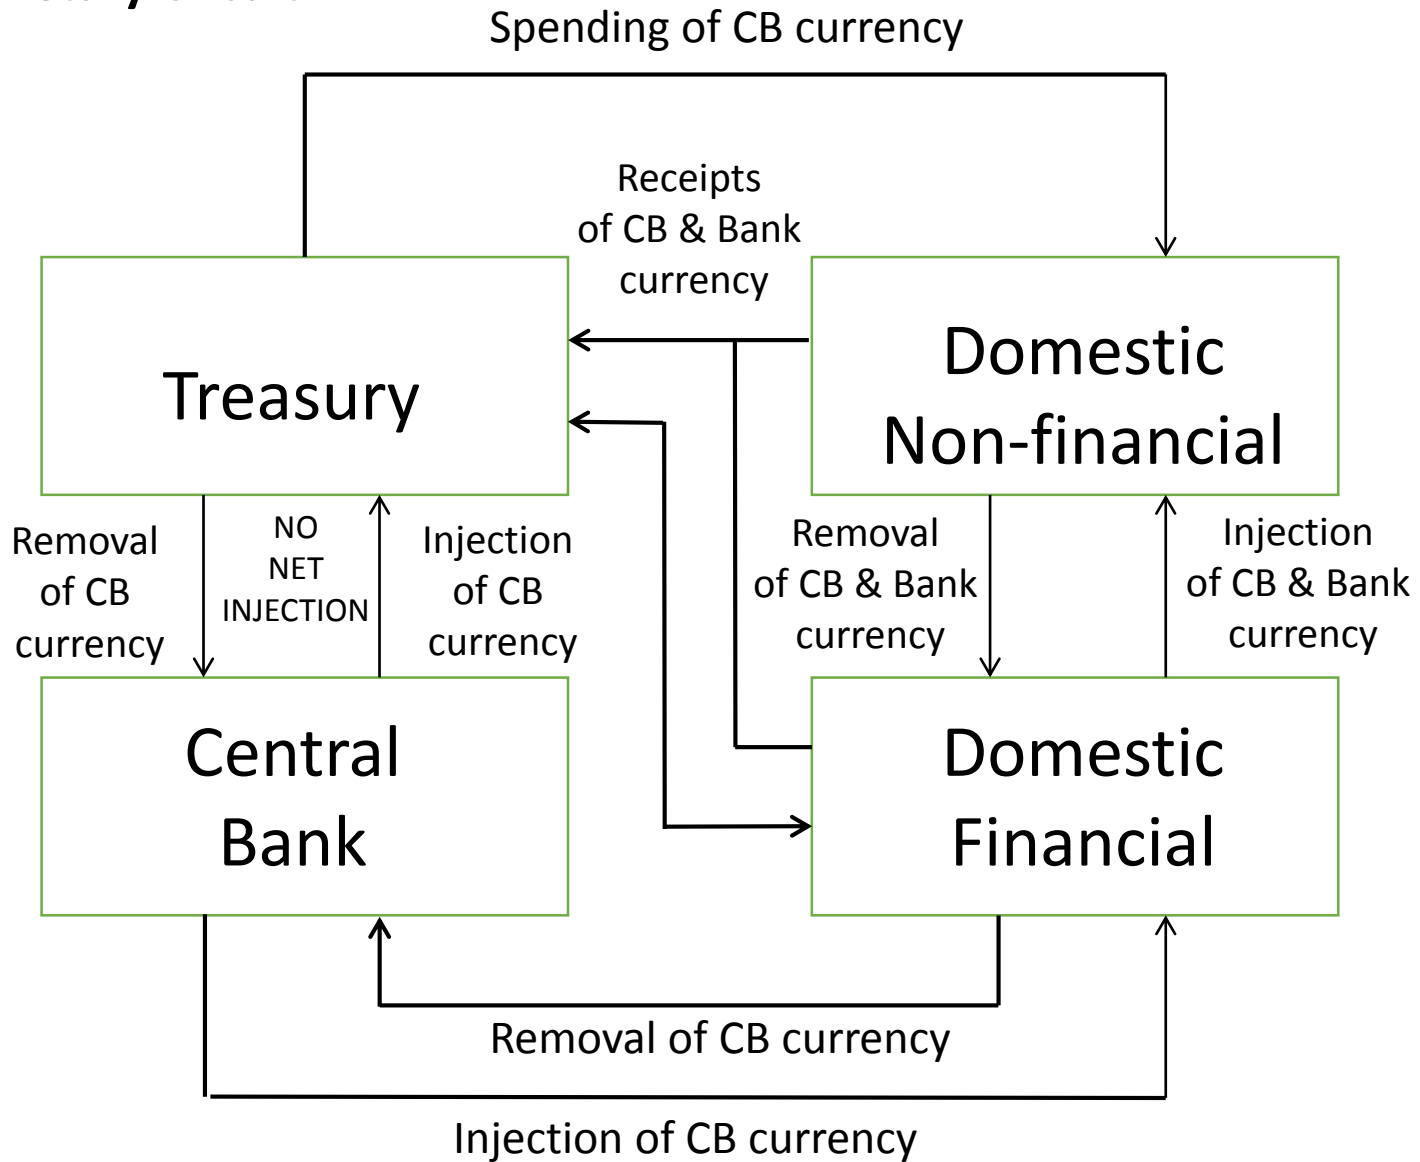 Spending of CB currency
Receipts
of CB & Bank
currency
Treasury
Domestic
Non-financial
Removal
of CB
currency
NO
NET
INJECTION
Injection
of CB
currency
Removal
of CB & Bank
currency
Injection
of CB & Bank
currency
Central
Bank
Domestic
Financial
Removal of CB currency
Injection of CB currency